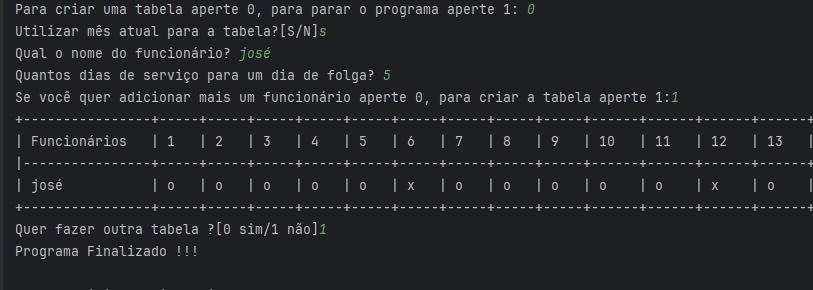 Para criar uma tabela aperte 0, para parar o programa aperte 1: 0
Utilizar mês atual para a tabela?[S/N]s
Qual o nome do funcionário? josé
Quantos dias de serviço para um dia de folga? 5
Se você quer adicionar mais um funcionário aperte 0, para criar a tabela aperte 1:1
+----------------+-----+-----+-----+-----+-----+-----+-----+-----+-----+------+------+------+------+
| Funcionários   | 1   | 2   | 3   | 4   | 5   | 6   | 7   | 8   | 9   | 10   | 11   | 12   | 13   |
|----------------+-----+-----+-----+-----+-----+-----+-----+-----+-----+------+------+------+------+
| josé           | o   | o   | o   | o   | o   | x   | o   | o   | o   | o    | o    | x    | o    |
+----------------+-----+-----+-----+-----+-----+-----+-----+-----+-----+------+------+------+------+
Quer fazer outra tabela ?[0 sim/1 não]1
Programa Finalizado !!!